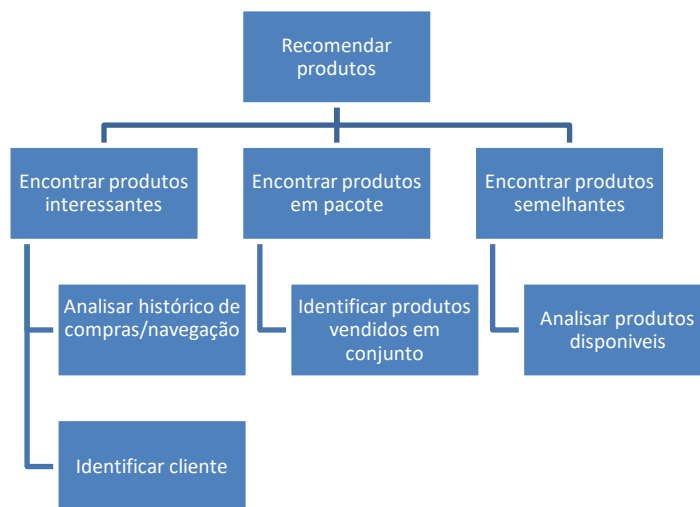 Recomendar
produtos
Encontrar produtos
interessantes
Encontrar produtos
em pacote
Encontrar produtos
semelhantes
Analisar histórico de
compras/navegação
Identificar produtos
vendidos em
conjunto
Analisar produtos
disponiveis
Identificar cliente